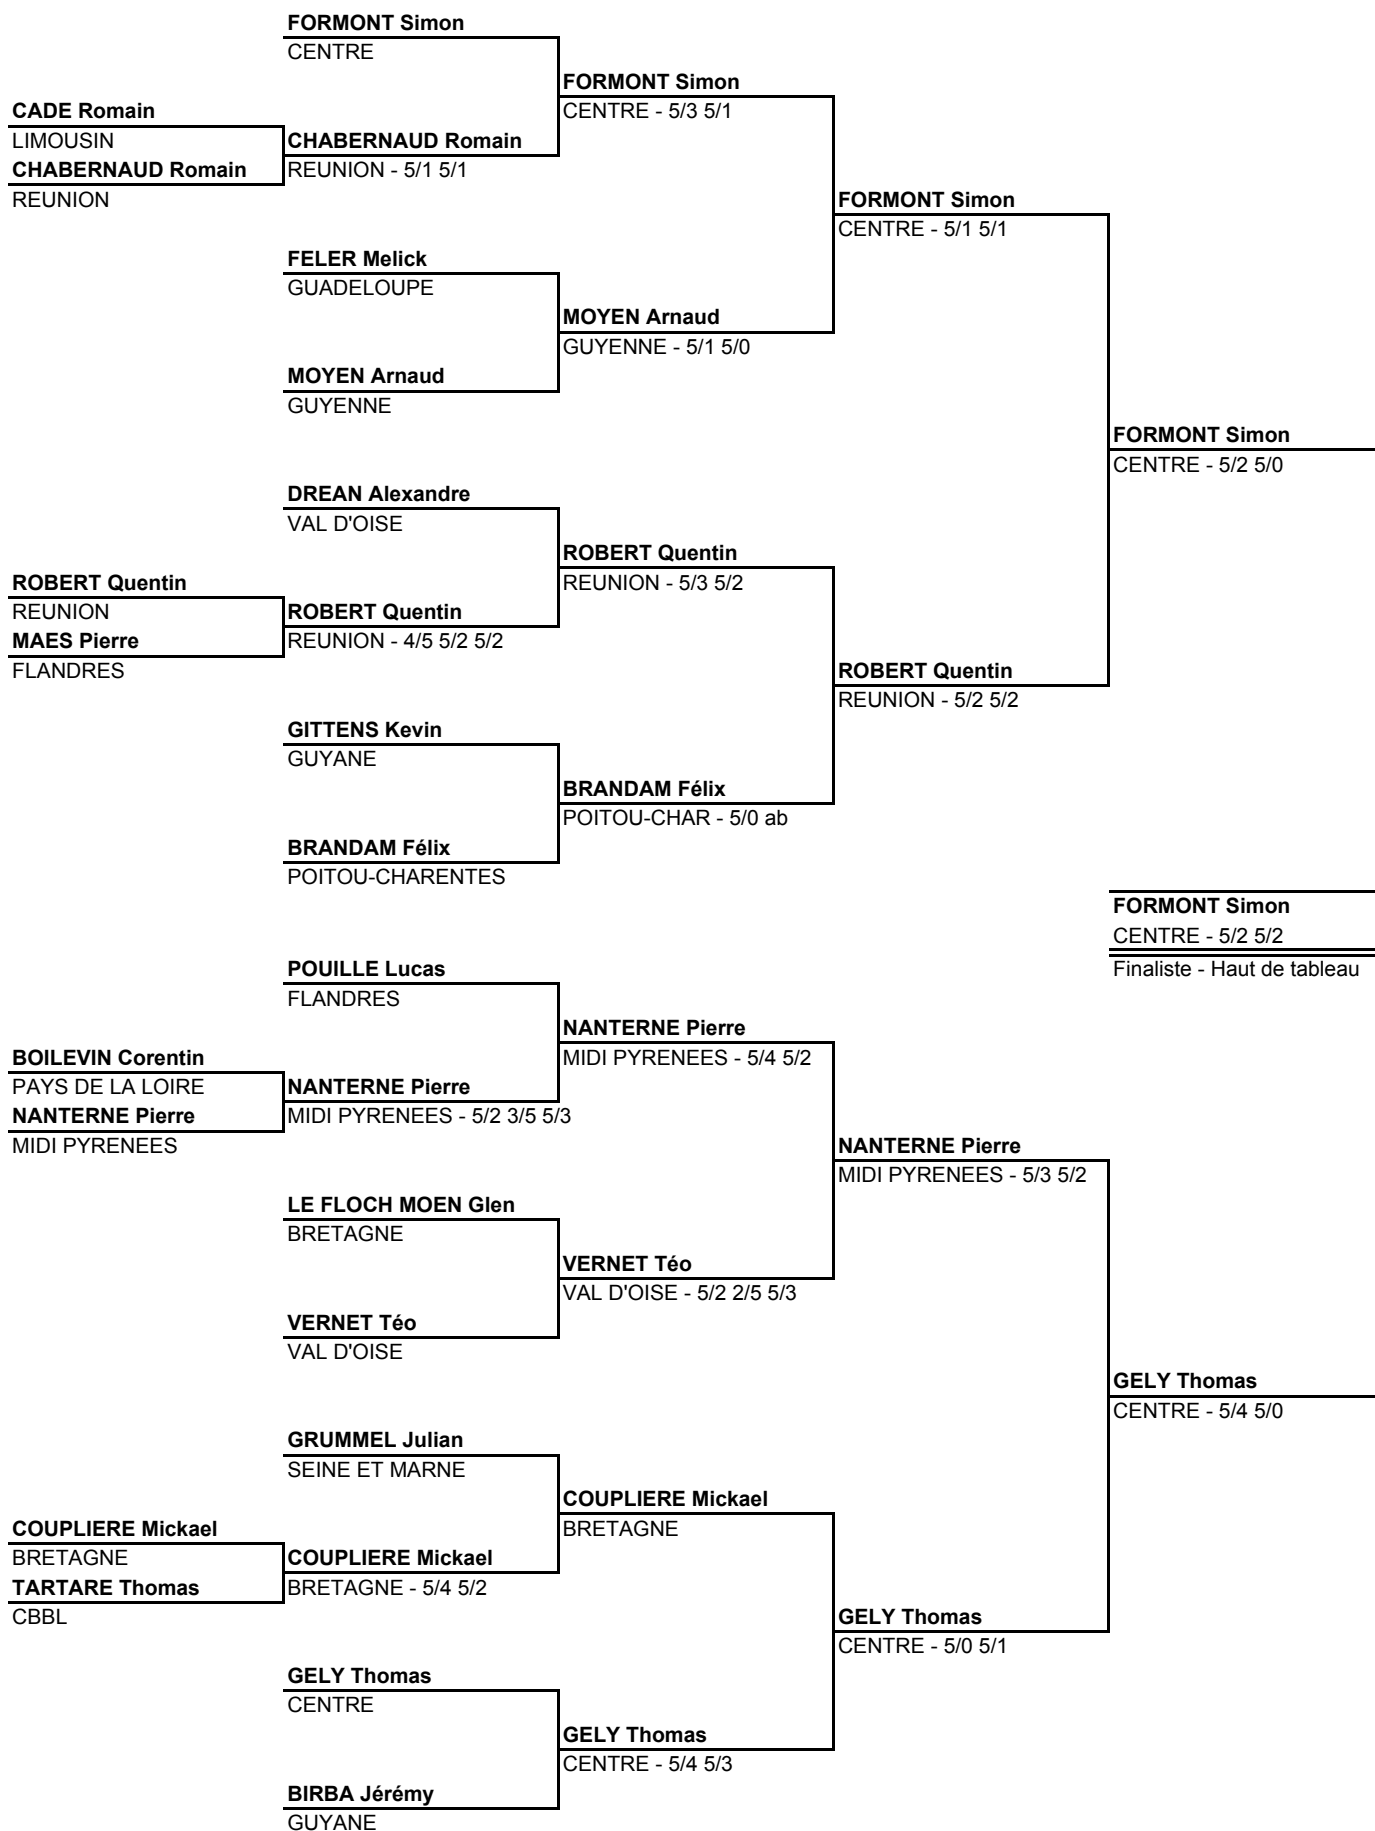 FORMONT Simon
CENTRE
FORMONT Simon
CENTRE - 5/3 5/1
CADE Romain
LIMOUSIN
CHABERNAUD Romain
CHABERNAUD Romain
REUNION - 5/1 5/1
REUNION
FORMONT Simon
CENTRE - 5/1 5/1
FELER Melick
GUADELOUPE
MOYEN Arnaud
GUYENNE - 5/1 5/0
MOYEN Arnaud
GUYENNE
FORMONT Simon
CENTRE - 5/2 5/0
DREAN Alexandre
VAL D'OISE
ROBERT Quentin
REUNION - 5/3 5/2
ROBERT Quentin
REUNION
ROBERT Quentin
MAES Pierre
REUNION - 4/5 5/2 5/2
FLANDRES
ROBERT Quentin
REUNION - 5/2 5/2
GITTENS Kevin
GUYANE
BRANDAM Félix
POITOU-CHAR - 5/0 ab
BRANDAM Félix
POITOU-CHARENTES
FORMONT Simon
CENTRE - 5/2 5/2
Finaliste - Haut de tableau
POUILLE Lucas
FLANDRES
NANTERNE Pierre
MIDI PYRENEES - 5/4 5/2
BOILEVIN Corentin
PAYS DE LA LOIRE
NANTERNE Pierre
NANTERNE Pierre
MIDI PYRENEES - 5/2 3/5 5/3
MIDI PYRENEES
NANTERNE Pierre
MIDI PYRENEES - 5/3 5/2
LE FLOCH MOEN Glen
BRETAGNE
VERNET Téo
VAL D'OISE - 5/2 2/5 5/3
VERNET Téo
VAL D'OISE
GELY Thomas
CENTRE - 5/4 5/0
GRUMMEL Julian
SEINE ET MARNE
COUPLIERE Mickael
BRETAGNE
COUPLIERE Mickael
BRETAGNE
COUPLIERE Mickael
TARTARE Thomas
BRETAGNE - 5/4 5/2
CBBL
GELY Thomas
CENTRE - 5/0 5/1
GELY Thomas
CENTRE
GELY Thomas
CENTRE - 5/4 5/3
BIRBA Jérémy
GUYANE